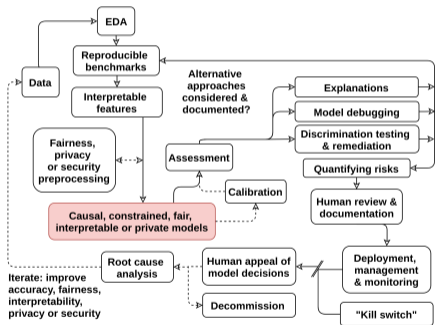 EDA
Reproducible
benchmarks
Data
Interpretable
features
Alternative
approaches
considered &
documented?
Explanations
Model debugging
Discrimination testing
& remediation
Quantifying risks
Fairness,
privacy
or security
preprocessing
Assessment
Calibration
Human review &
documentation
Causal, constrained, fair,
interpretable or private models
Root cause
analysis
Human appeal of
model decisions
Deployment,
management
& monitoring
Iterate: improve
accuracy, fairness,
interpretability,
privacy or security
Decommission
"Kill switch"